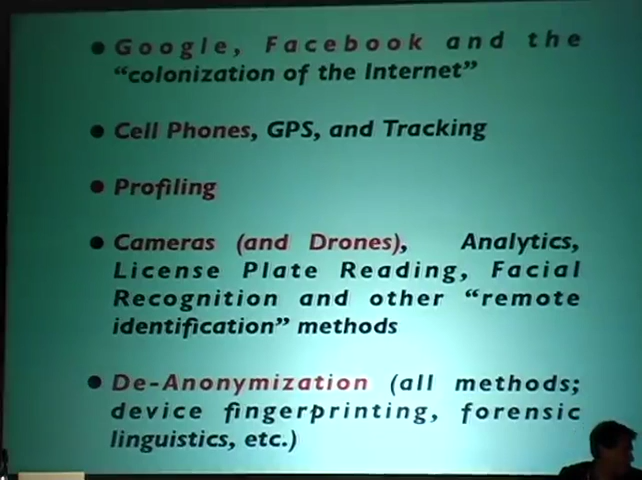 ● Google, Facebook and the
“colonization of the Internet”
● Cell Phones, GPS, and Tracking
● Profiling
● Cameras (and Drones), Analytics,
License Plate Reading, Facial
Recognition and other “remote
identification” methods
● De-Anonymization (all methods;
device fingerprinting, forensic
linguistics, etc.)